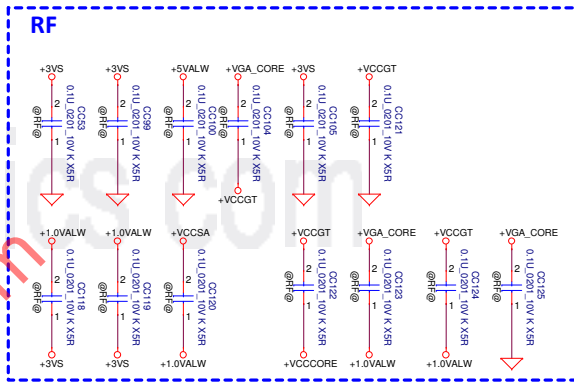 RF
+3VS
+3VS
+5VALW
+VGA_CORE
+3VS
+VCCGT
2
1
CC53
0.1U_0201_10V K X5R
@RF@
2
1
CC99
0.1U_0201_10V K X5R
@RF@
2
1
CC100
0.1U_0201_10V K X5R
@RF@
2
1
CC104
0.1U_0201_10V K X5R
@RF@
2
1
CC105
0.1U_0201_10V K X5R
@RF@
2
1
CC121
0.1U_0201_10V K X5R
@RF@
+VCCGT
+1.0VALW
+1.0VALW
+VCCSA
+VCCGT
+VGA_CORE
+VCCGT
+VGA_CORE
2
1
CC118
0.1U_0201_10V K X5R
@RF@
2
1
CC119
0.1U_0201_10V K X5R
@RF@
2
1
CC120
0.1U_0201_10V K X5R
@RF@
2
1
CC122
0.1U_0201_10V K X5R
@RF@
2
1
CC123
0.1U_0201_10V K X5R
@RF@
2
1
CC124
0.1U_0201_10V K X5R
@RF@
2
1
CC125
0.1U_0201_10V K X5R
@RF@
+3VS
+3VS
+1.0VALW
+VCCCORE
+1.0VALW
+1.0VALW
ics com